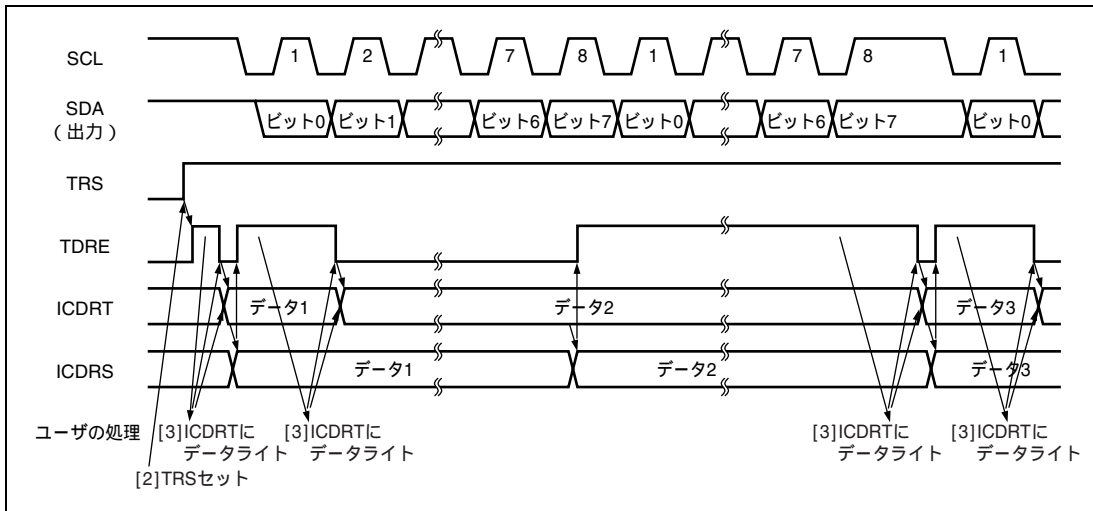 SCL
1
2
7
8
1
7
8
1
SDA
(出力)
ビット0
ビット1
ビット6
ビット7
ビット0
ビット6
ビット7
ビット0
TRS
TDRE
ICDRT
データ1
データ2
データ3
ICDRS
データ1
データ2
データ3
ユーザの処理
[3]ICDRTに
データライト
[3]ICDRTに
データライト
[3]ICDRTに
データライト
[3]ICDRTに
データライト
[2]TRSセット